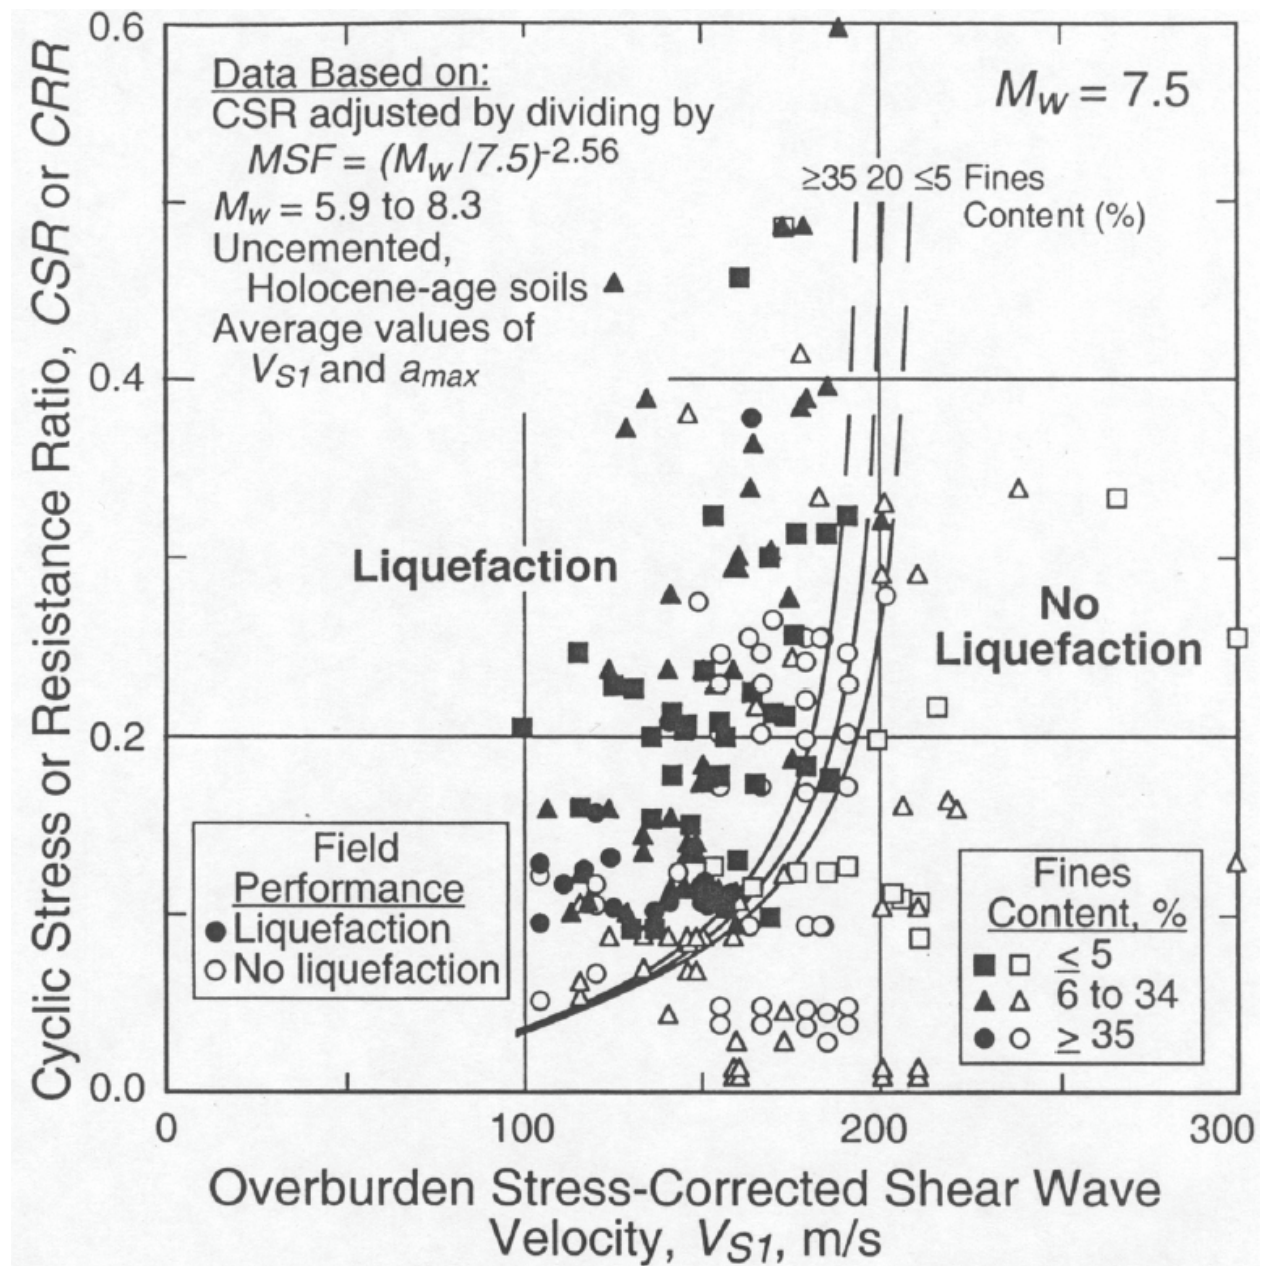 0.6
0.4
0.2
0.0
Cyclic Stress or Resistance Ratio, CSR or CRR
Data Based on:
CSR adjusted by dividing by
MSF = (Mw/7.5)-2.56
Mw = 5.9 to 8.3
Uncemented,
Holocene-age soils
Average values of
VS1 and amax
Mw = 7.5
≥35 20 ≤5 Fines
Content (%)
Liquefaction
No
Liquefaction
Field
Performance
Liquefaction
No liquefaction
Fines
Content, %
≤ 5
6 to 34
≥ 35
0 100 200 300
Overburden Stress-Corrected Shear Wave
Velocity, VS1, m/s